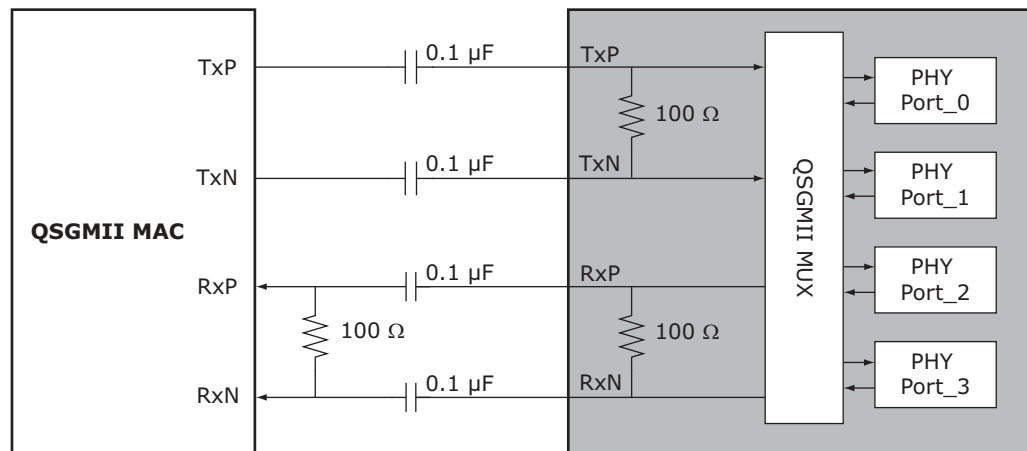 TxP
0.1 µF
TxP
100 Ω
TxN
0.1 µF
TxN
QSGMII MAC
RxP
0.1 µF
RxP
100 Ω
100 Ω
RxN
0.1 µF
RxN
QSGMII MUX
PHY
Port_0
PHY
Port_1
PHY
Port_2
PHY
Port_3